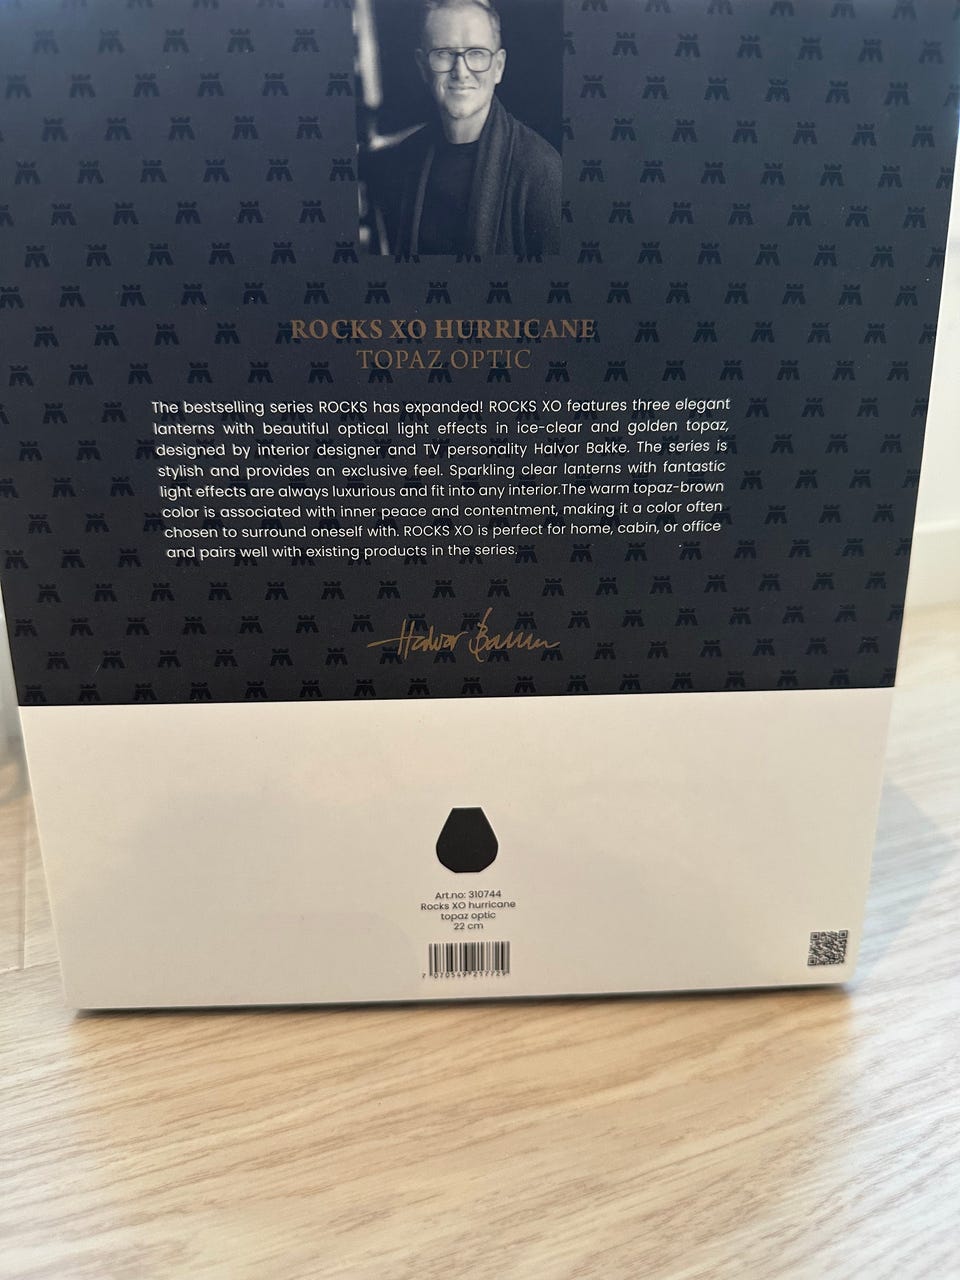 ROCKS XO HURRICANE
TOPAZ OPTIC
The bestselling series ROCKS has expanded! ROCKS XO features three elegant
lanterns with beautiful optical light effects in ice-clear and golden topaz,
designed by interior designer and TV personality Halvor Bakke. The series is
stylish and provides an exclusive feel. Sparkling clear lanterns with fantastic
light effects are always luxurious and fit into any interior.The warm topaz-brown
color is associated with inner peace and contentment, making it a color often
chosen to surround oneself with. ROCKS XO is perfect for home, cabin, or office
and pairs well with existing products in the series.
Halvor Bakke
Art.no: 310744
Rocks XO hurricane
topaz optic
22 cm